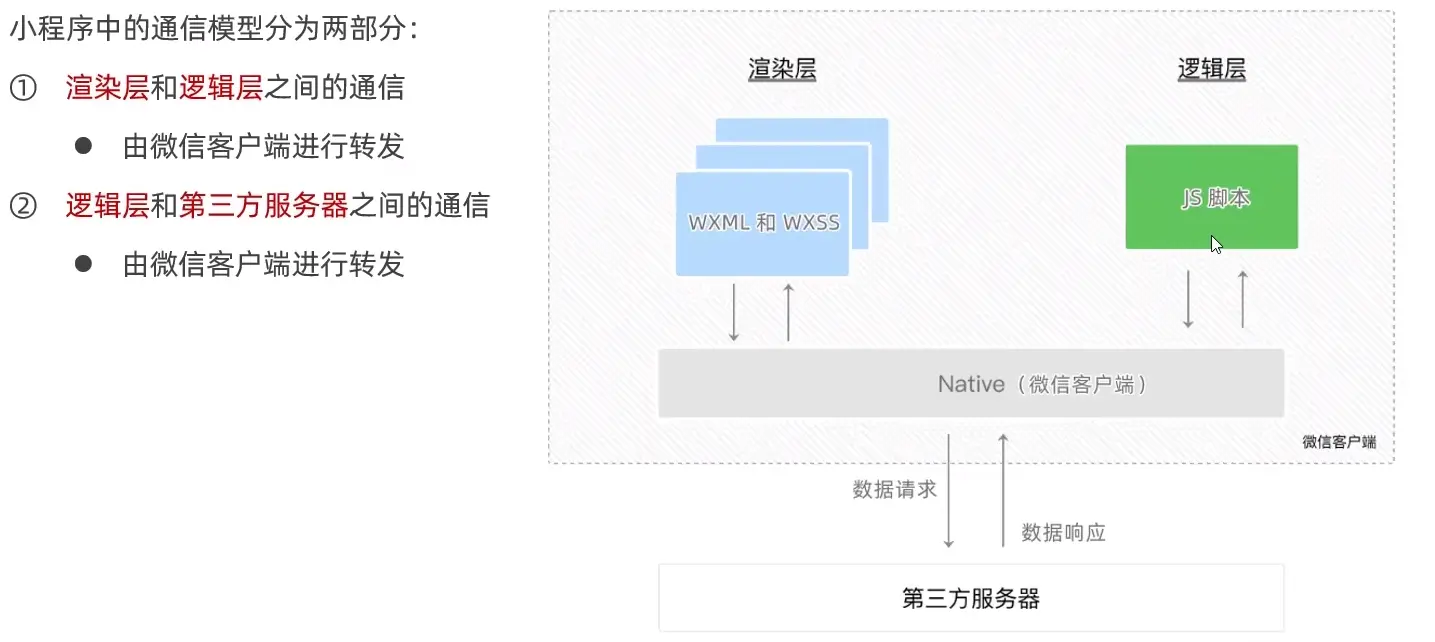 小程序中的通信模型分为两部分：
① 渲染层和逻辑层之间的通信
● 由微信客户端进行转发
② 逻辑层和第三方服务器之间的通信
● 由微信客户端进行转发
渲染层
逻辑层
WXML 和 WXSS
JS 脚本
Native（微信客户端）
微信客户端
数据请求
数据响应
第三方服务器